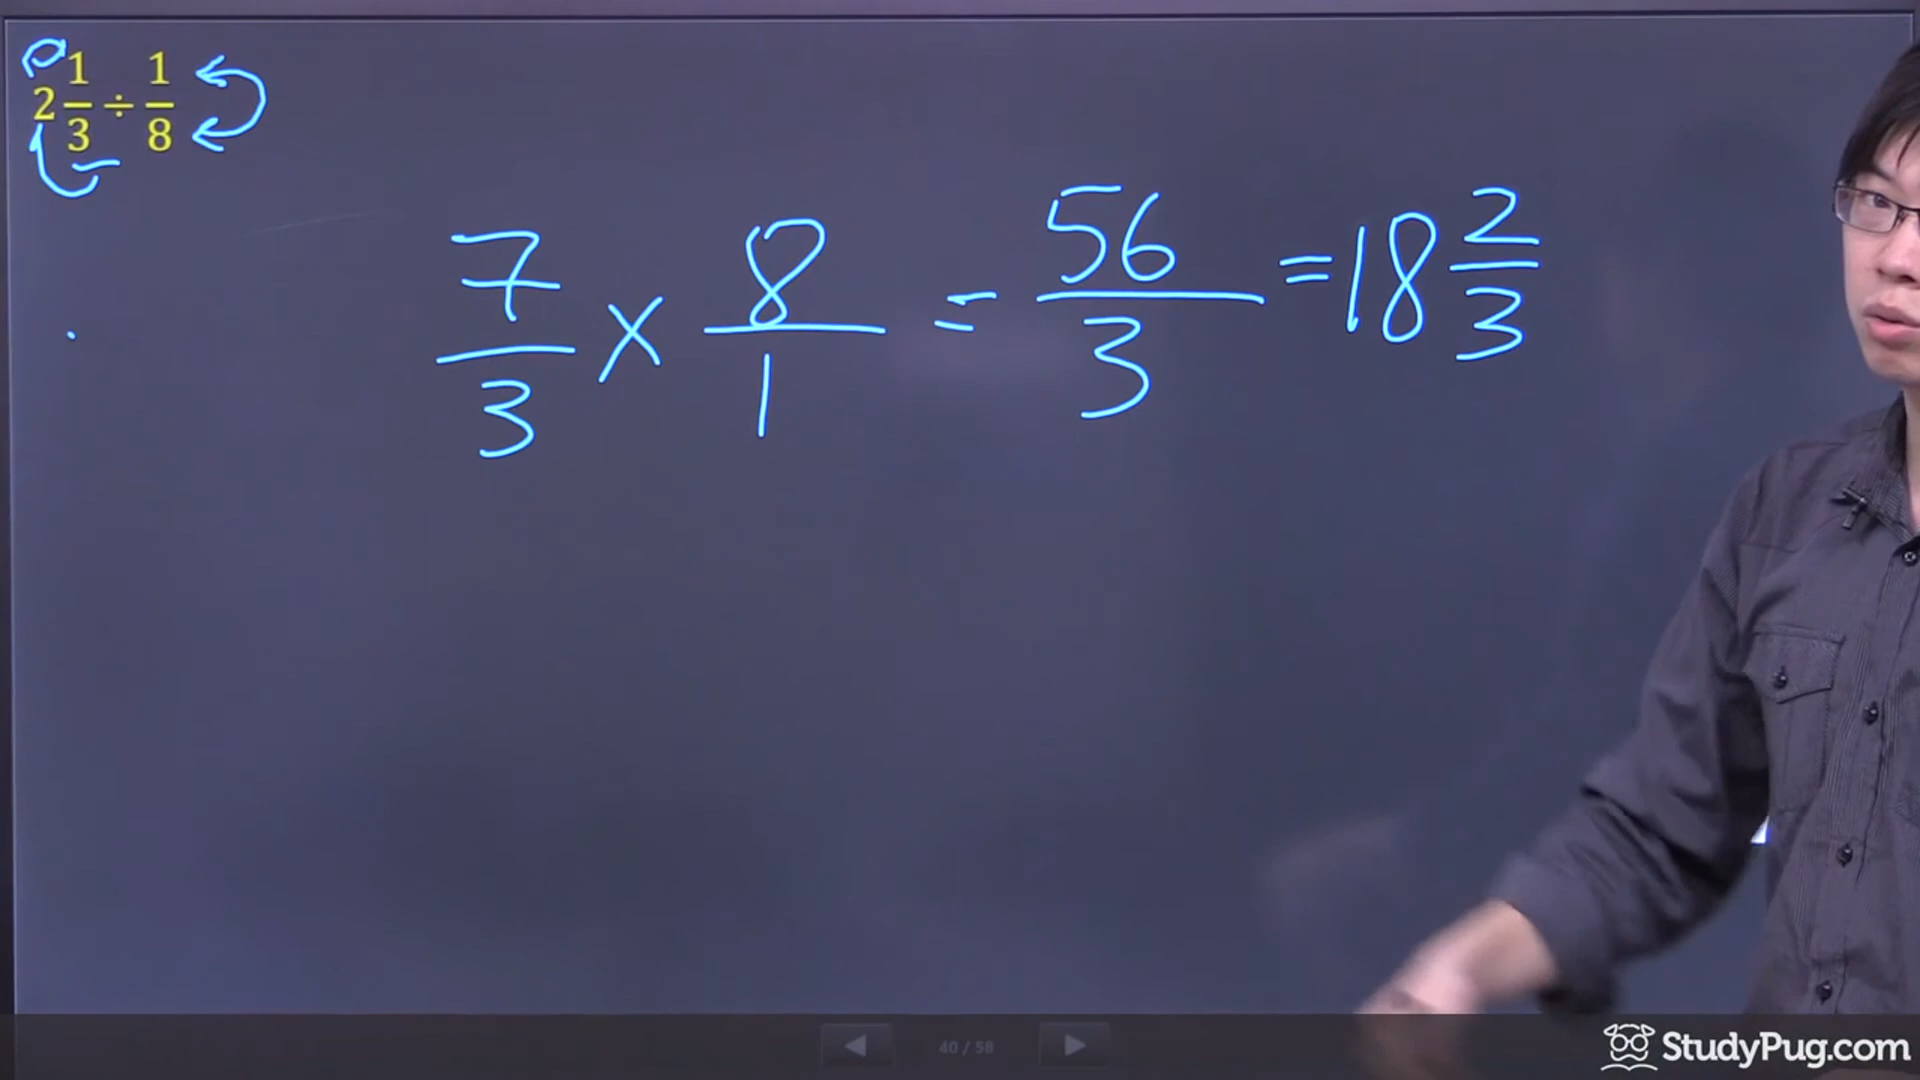 2 1/3 ÷ 1/8
7/3 × 8/1 = 56/3 = 18 2/3
40 / 58
StudyPug.com